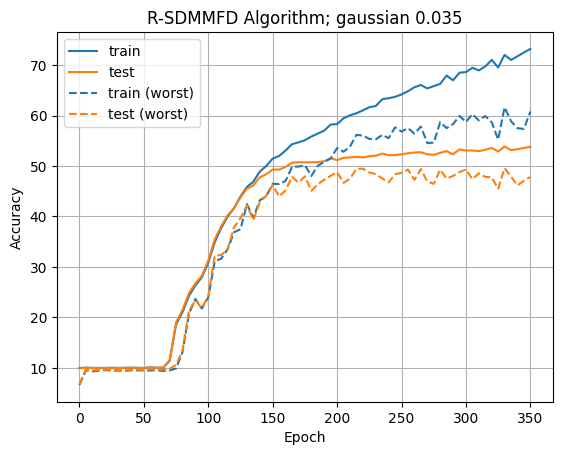 R-SDMMFD Algorithm; gaussian 0.035
train
test
train (worst)
test (worst)
Accuracy
70
60
50
40
30
20
10
0
50
100
150
200
250
300
350
Epoch